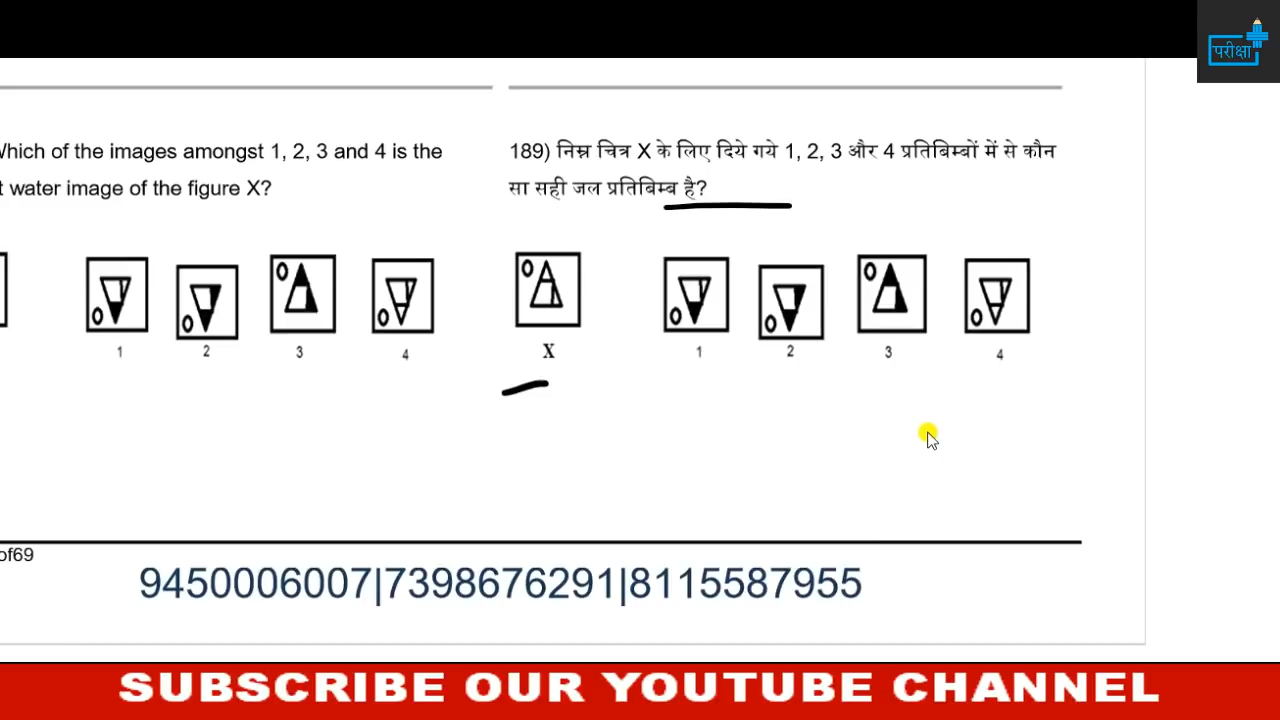 परीक्षा
hich of the images amongst 1, 2, 3 and 4 is the
t water image of the figure X?
1
2
3
4
189) निम्न चित्र X के लिए दिये गये 1, 2, 3 और 4 प्रतिबिम्बों में से कौन
सा सही जल प्रतिबिम्ब है?
X
1
2
3
4
of69
9450006007|7398676291|8115587955
SUBSCRIBE OUR YOUTUBE CHANNEL